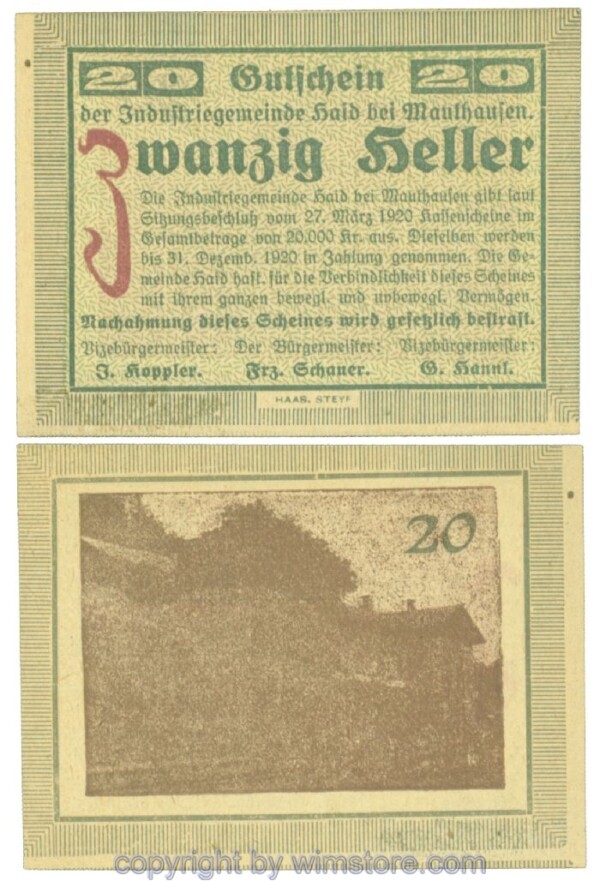 20 Gutschein 20
der Industriegemeinde Haid bei Mauthausen.
Zwanzig Heller
Die Industriegemeinde Haid bei Mauthausen gibt laut
Sitzungsbeschluß vom 27. März 1920 Kassenscheine im
Gesamtbetrage von 20.000 Kr. aus. Dieselben werden
bis 31. Dezemb. 1920 in Zahlung genommen. Die Ge-
meinde Haid haft. für die Verbindlichkeit dieses Scheines
mit ihrem ganzen bewegl. und unbewegl. Vermögen.
Nachahmung dieses Scheines wird gesetzlich bestraft.
Vizebürgermeister: Der Bürgermeister: Vizebürgermeister:
J. Koppler. Frz. Schauer. G. Hannl.
HAAS, STEYR
20
copyright by wimstore.com